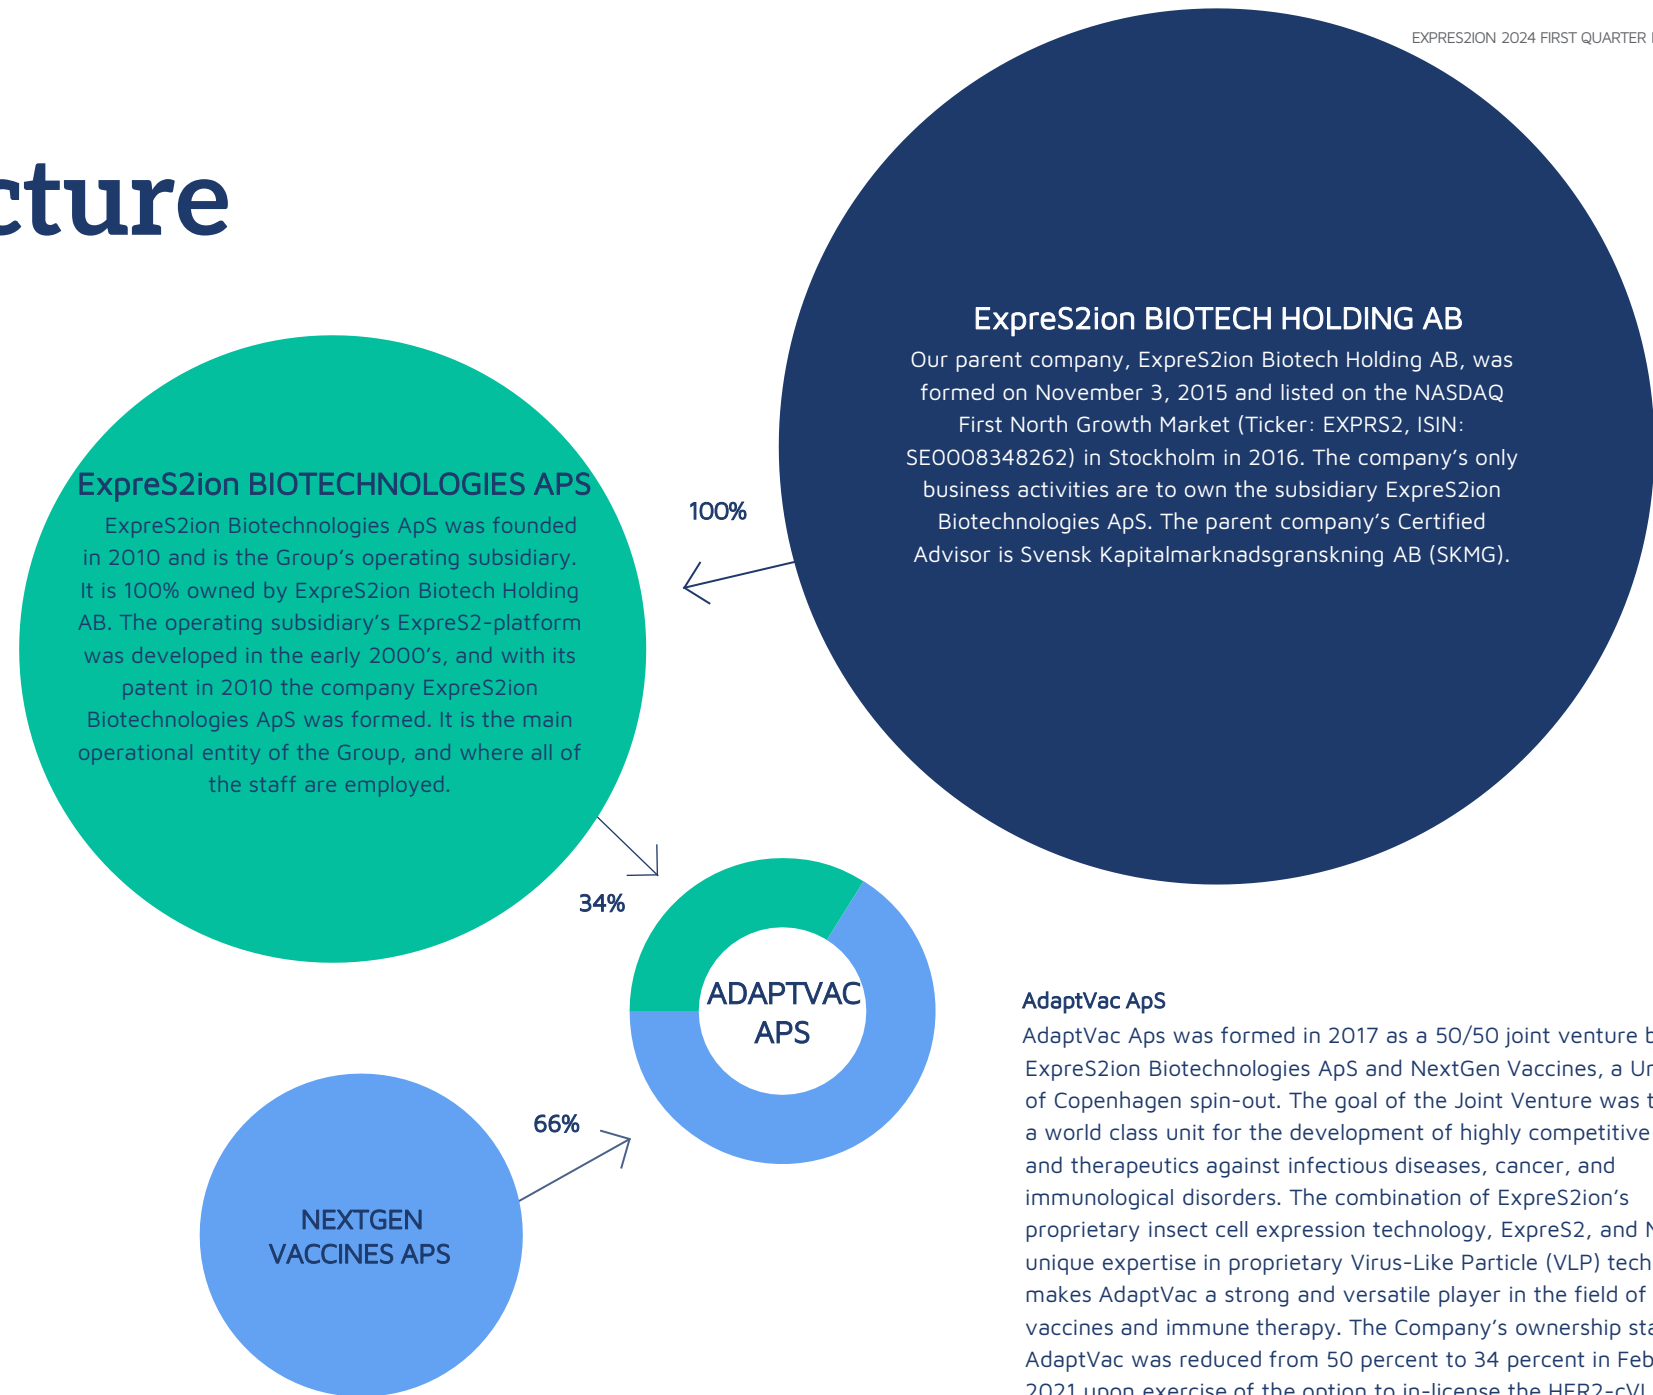 EXPRES2ION 2024 FIRST QUARTER
cture
ExpreS2ion BIOTECH HOLDING AB
Our parent company, ExpreS2ion Biotech Holding AB, was
formed on November 3, 2015 and listed on the NASDAQ
First North Growth Market (Ticker: EXPRS2, ISIN:
SE0008348262) in Stockholm in 2016. The company’s only
business activities are to own the subsidiary ExpreS2ion
Biotechnologies ApS. The parent company’s Certified
Advisor is Svensk Kapitalmarknadsgranskning AB (SKMG).
ExpreS2ion BIOTECHNOLOGIES APS
ExpreS2ion Biotechnologies ApS was founded
in 2010 and is the Group’s operating subsidiary.
It is 100% owned by ExpreS2ion Biotech Holding
AB. The operating subsidiary’s ExpreS2-platform
was developed in the early 2000’s, and with its
patent in 2010 the company ExpreS2ion
Biotechnologies ApS was formed. It is the main
operational entity of the Group, and where all of
the staff are employed.
100%
34%
ADAPTVAC
APS
66%
NEXTGEN
VACCINES APS
AdaptVac ApS
AdaptVac Aps was formed in 2017 as a 50/50 joint venture
ExpreS2ion Biotechnologies ApS and NextGen Vaccines, a
of Copenhagen spin-out. The goal of the Joint Venture was
a world class unit for the development of highly competitive
and therapeutics against infectious diseases, cancer, and
immunological disorders. The combination of ExpreS2ion’s
proprietary insect cell expression technology, ExpreS2, and
unique expertise in proprietary Virus-Like Particle (VLP) tech
makes AdaptVac a strong and versatile player in the field of
vaccines and immune therapy. The Company’s ownership
AdaptVac was reduced from 50 percent to 34 percent in Feb
2021 upon exercise of the option to in-license the